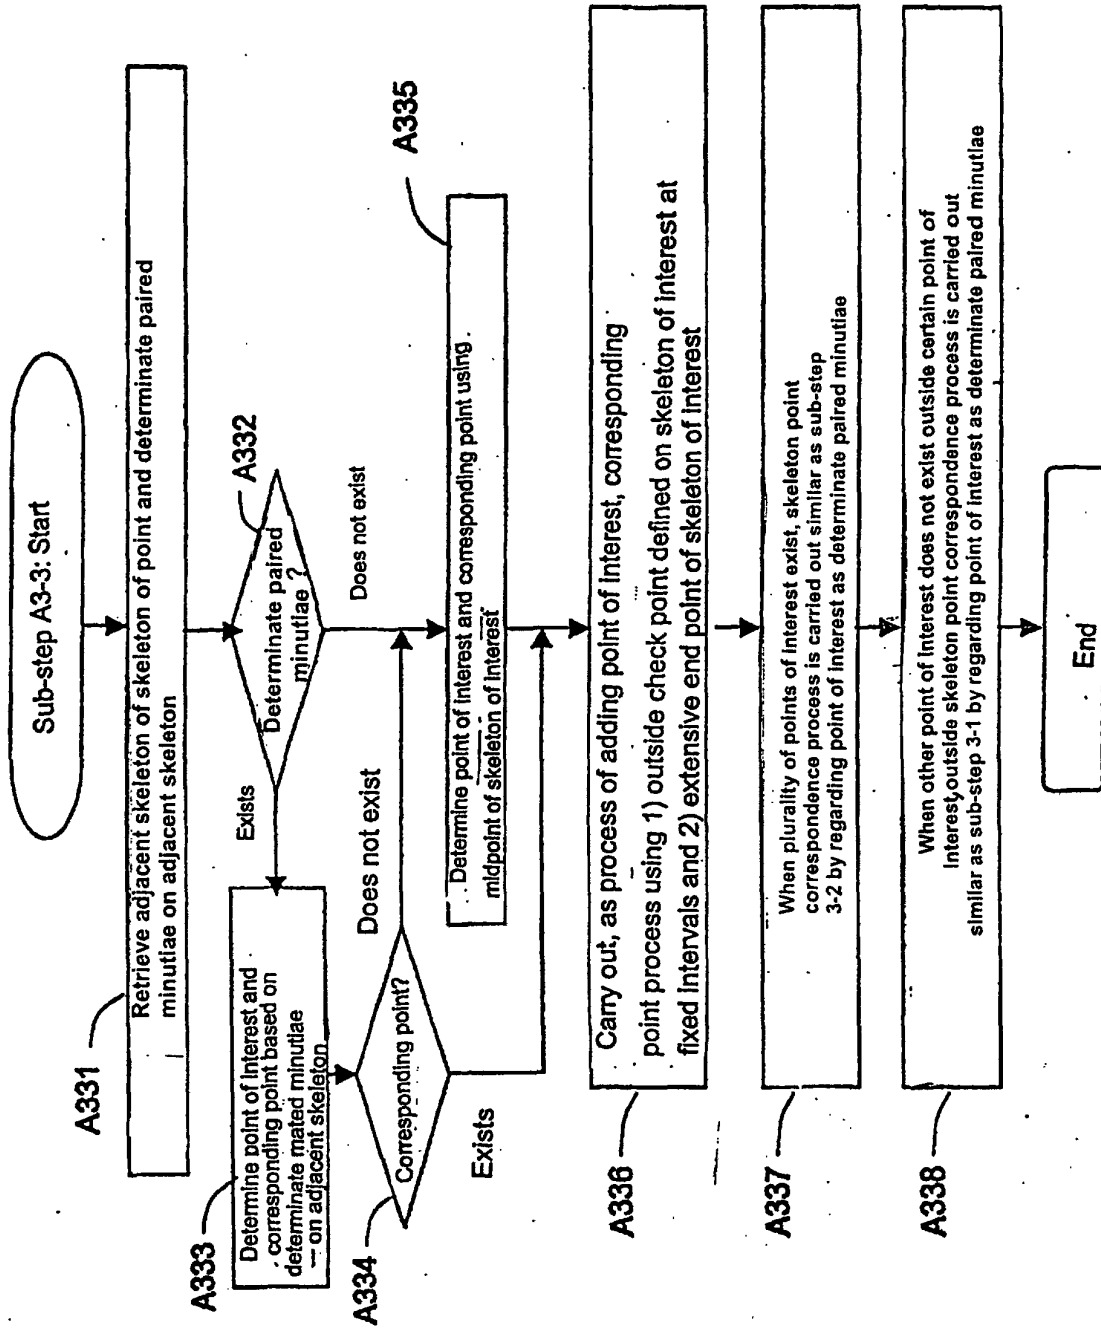 Sub-step A3-3: Start
A331
Retrieve adjacent skeleton of skeleton of point and determinate paired
minutiae on adjacent skeleton
A332
Determinate paired
minutiae ?
Exists
Does not exist
A333
Determine point of interest and
corresponding point based on
determinate mated minutiae
on adjacent skeleton
A334
Corresponding point?
Does not exist
Exists
A335
Determine point of interest and corresponding point using
midpoint of skeleton of interest
A336
Carry out, as process of adding point of interest, corresponding
point process using 1) outside check point defined on skeleton of interest at
fixed intervals and 2) extensive end point of skeleton of interest
A337
When plurality of points of interest exist, skeleton point
correspondence process is carried out similar as sub-step
3-2 by regarding point of interest as determinate paired minutiae
A338
When other point of interest does not exist outside certain point of
interest, outside skeleton point correspondence process is carried out
similar as sub-step 3-1 by regarding point of interest as determinate paired minutiae
End